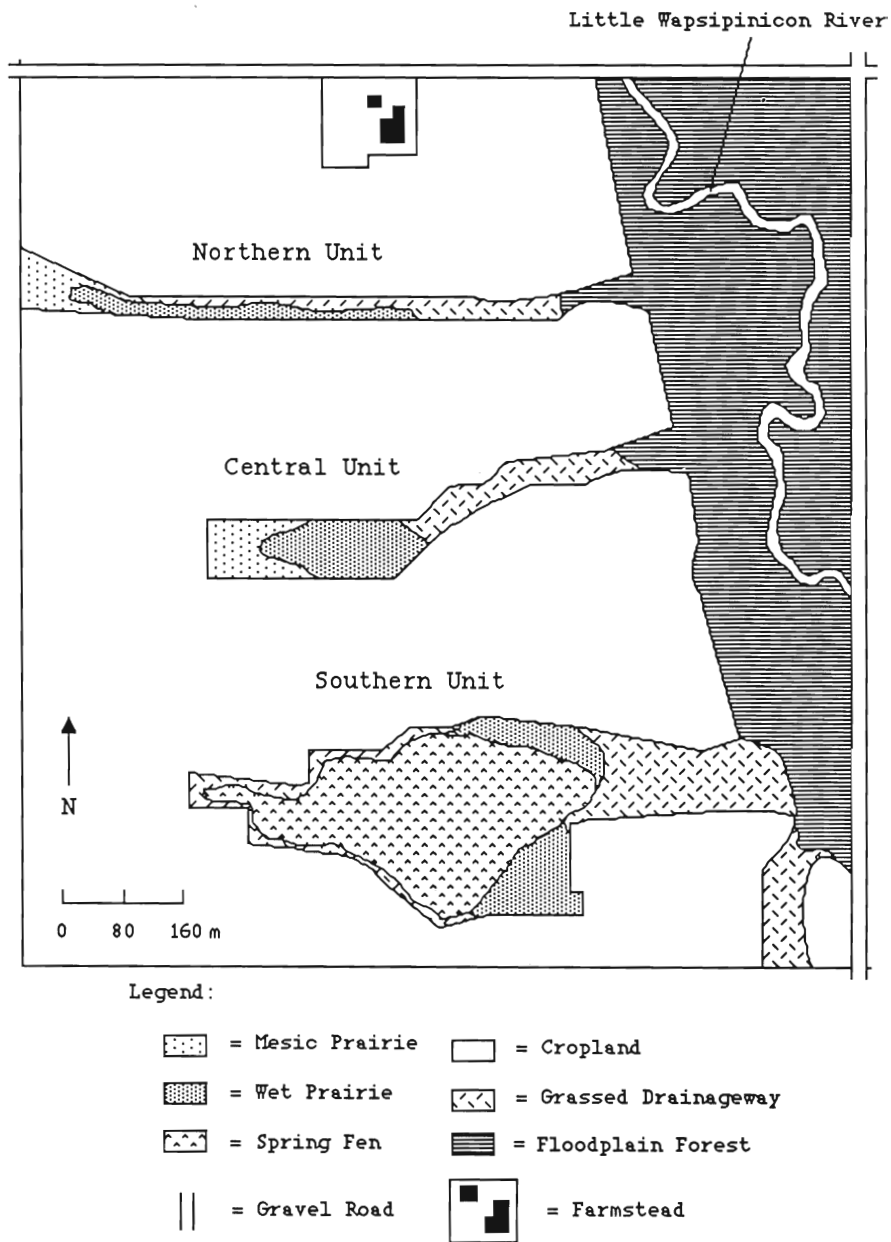 Little Wapsipinicon River
Northern Unit
Central Unit
Southern Unit
N
0 80 160 m
Legend:
= Mesic Prairie
= Cropland
= Wet Prairie
= Grassed Drainageway
= Spring Fen
= Floodplain Forest
= Gravel Road
= Farmstead